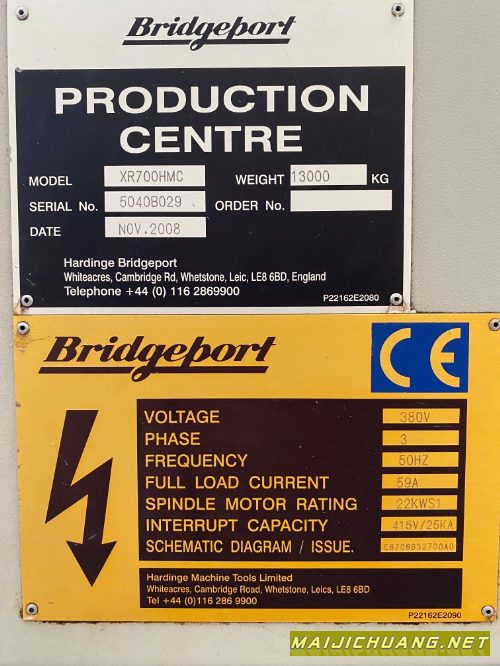 Bridgeport
PRODUCTION
CENTRE
MODEL XR700HMC WEIGHT 13000 KG
SERIAL No. 5040B029 ORDER No.
DATE NOV.2008
Hardinge Bridgeport
Whiteacres, Cambridge Rd, Whetstone, Leic, LE8 6BD, England
Telephone +44 (0) 116 2869900
P22162E2080
Bridgeport
CE
VOLTAGE 380V
PHASE 3
FREQUENCY 50HZ
FULL LOAD CURRENT 59A
SPINDLE MOTOR RATING 22KWS1
INTERRUPT CAPACITY 415V/25KA
SCHEMATIC DIAGRAM / ISSUE.
Hardinge Machine Tools Limited
Whiteacres, Cambridge Road, Whetstone, Leics, LE8 6BD
Tel +44 (0)116 286 9900
P22162E2090
MAIJICHUANG.NET